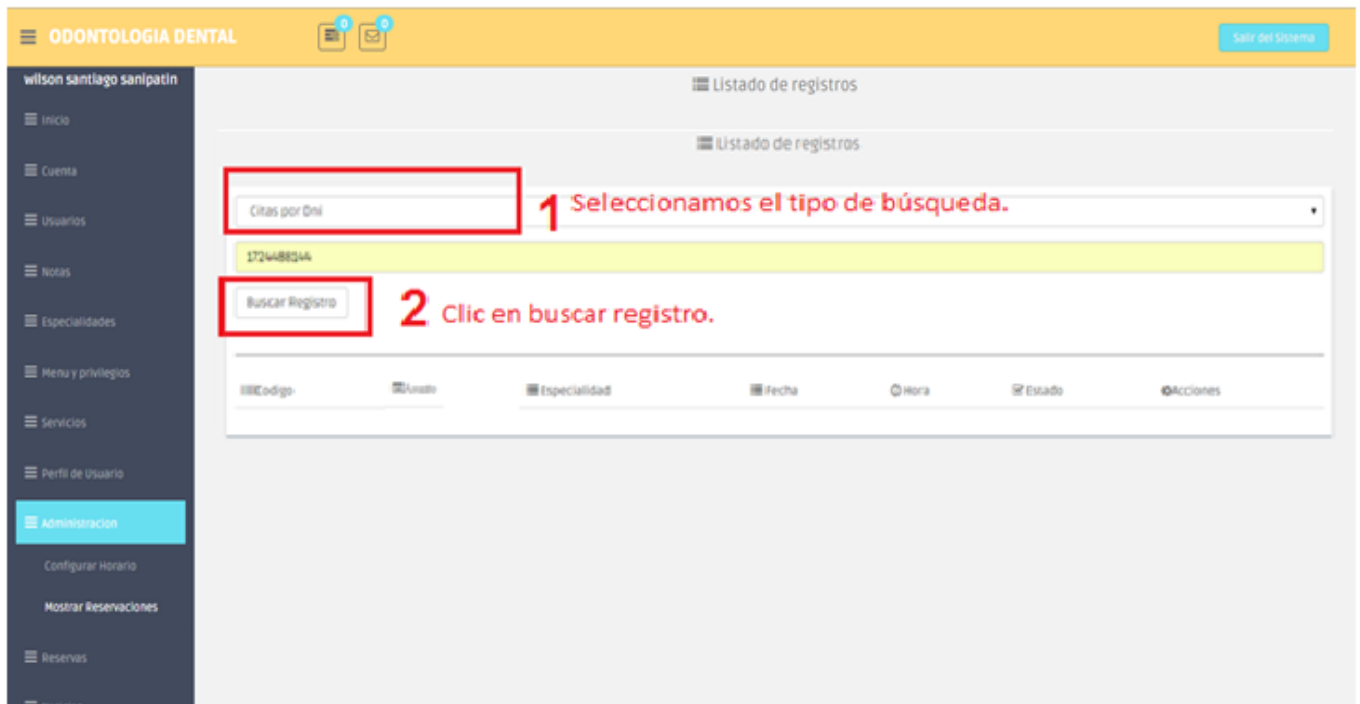 ODONTOLOGIA DENTAL
0
0
Salir del Sistema
wilson santiago sanipatin
Inicio
Cuenta
Usuarios
Notas
Especialidades
Menu y privilegios
Servicios
Perfil de Usuario
Administracion
Configurar Horario
Mostrar Reservaciones
Reservas
Listado de registros
Listado de registros
Citas por Dni
1 Seleccionamos el tipo de búsqueda.
1724488144
Buscar Registro
2 Clic en buscar registro.
Codigo Especialidad Fecha Hora Estado Acciones